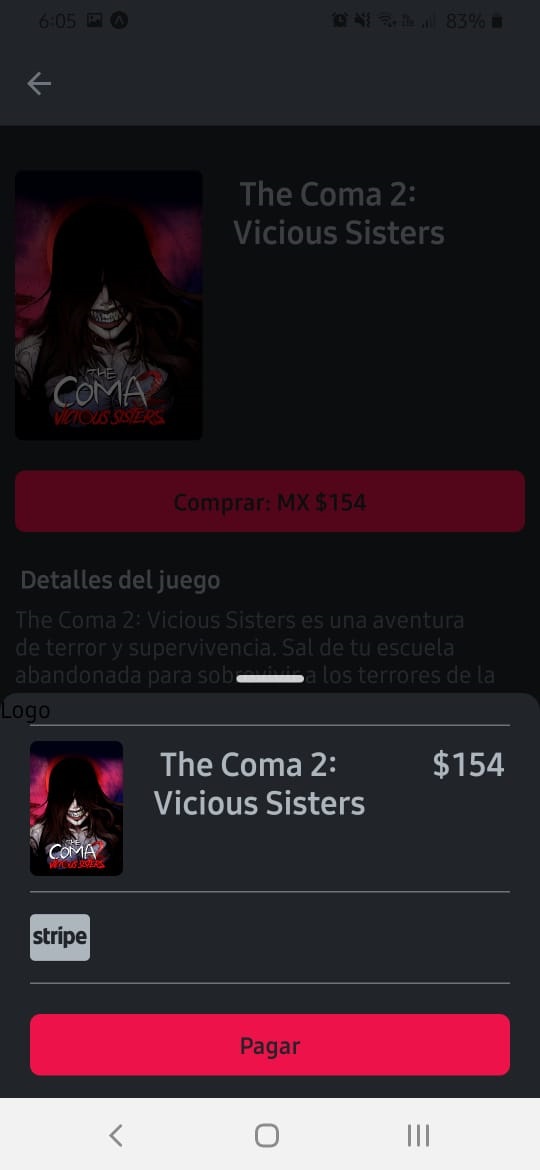 6:05
83%
The Coma 2:
Vicious Sisters
THE
COMA 2
VICIOUS SISTERS
Comprar: MX $154
Detalles del juego
The Coma 2: Vicious Sisters es una aventura
de terror y supervivencia. Sal de tu escuela
abandonada para sobrevivir a los terrores de la
Logo
The Coma 2:
Vicious Sisters
$154
THE
COMA 2
VICIOUS SISTERS
stripe
Pagar